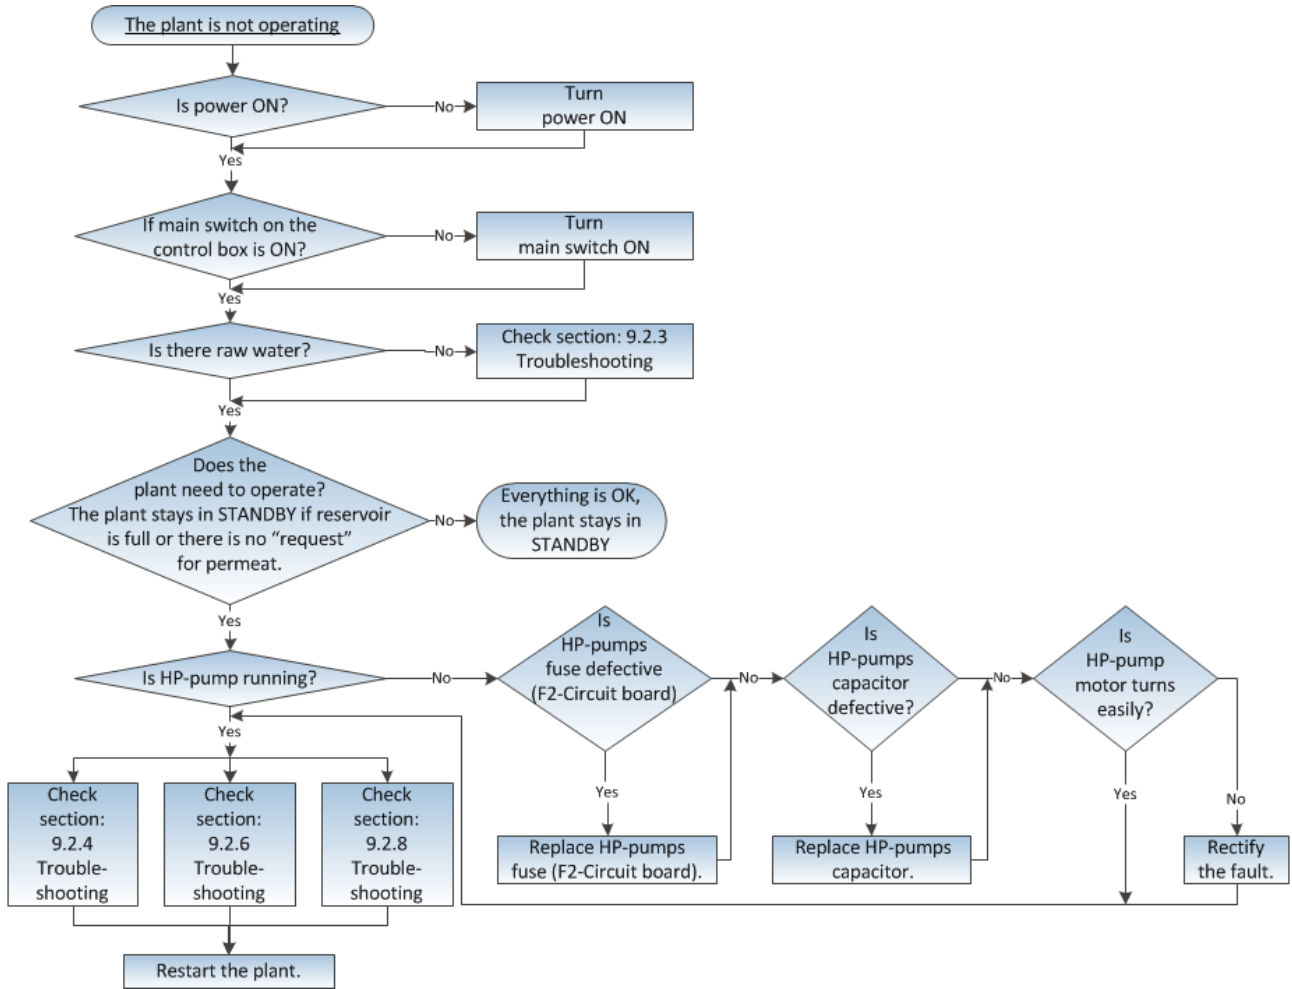 The plant is not operating
Is power ON?
No
Turn
power ON
Yes
If main switch on the
control box is ON?
No
Turn
main switch ON
Yes
Is there raw water?
No
Check section: 9.2.3
Troubleshooting
Yes
Does the
plant need to operate?
The plant stays in STANDBY if reservoir
is full or there is no “request”
for permeat.
No
Everything is OK,
the plant stays in
STANDBY
Yes
Is HP-pump running?
No
Is
HP-pumps
fuse defective
(F2-Circuit board)
No
Is
HP-pumps
capacitor
defective?
No
Is
HP-pump
motor turns
easily?
Yes
Yes
Yes
Yes
No
Check
section:
9.2.4
Trouble-
shooting
Check
section:
9.2.6
Trouble-
shooting
Check
section:
9.2.8
Trouble-
shooting
Replace HP-pumps
fuse (F2-Circuit board).
Replace HP-pumps
capacitor.
Rectify
the fault.
Restart the plant.